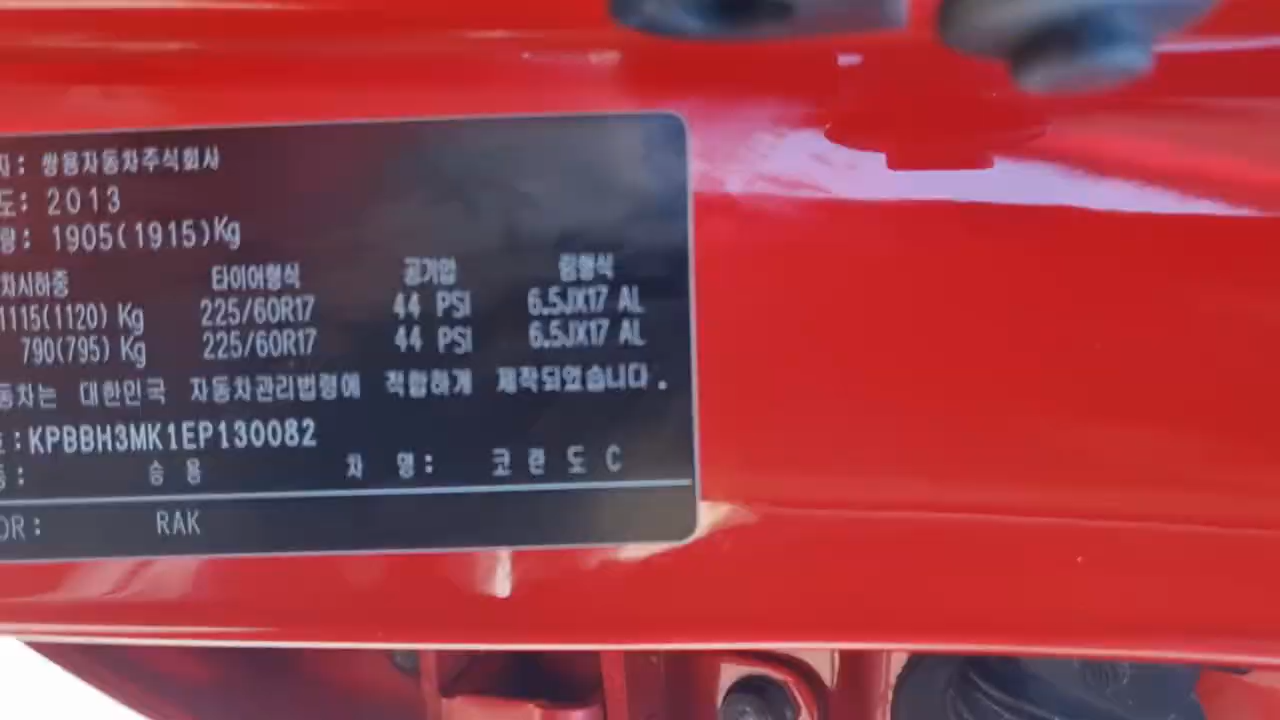 자: 쌍용자동차주식회사
도: 2013
량: 1905(1915)Kg
차시하중 타이어형식 공기압 림형식
1115(1120) Kg 225/60R17 44 PSI 6.5JX17 AL
790(795) Kg 225/60R17 44 PSI 6.5JX17 AL
동차는 대한민국 자동차관리법령에 적합하게 제작되었습니다.
:KPBBH3MK1EP130082
종: 승 용 차 명: 코 란 도 C
OR: RAK